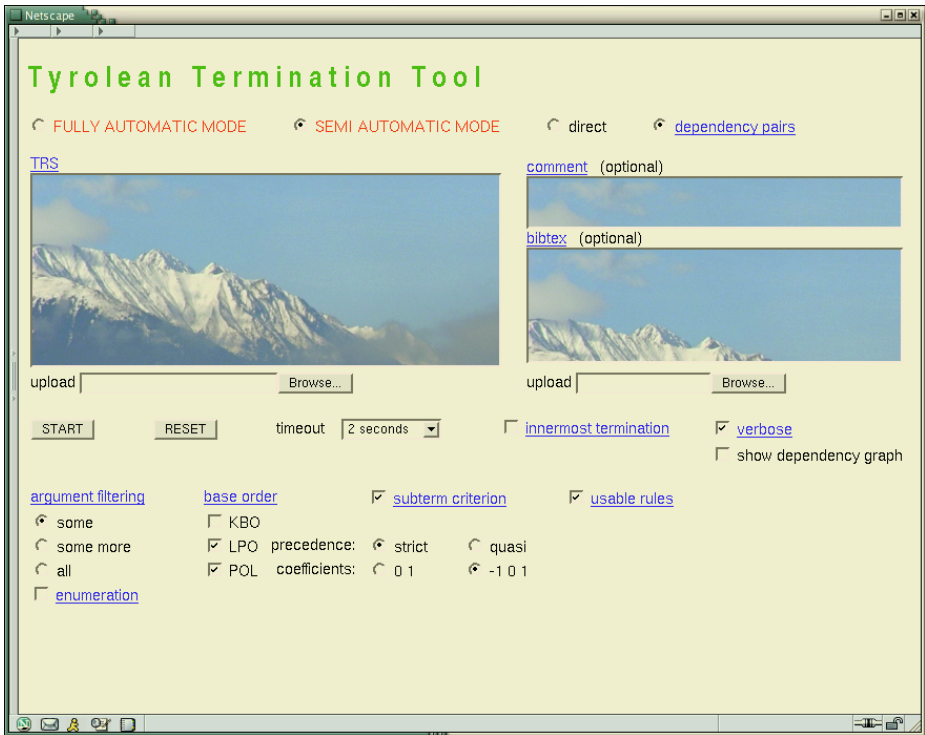 Netscape
Tyrolean Termination Tool
FULLY AUTOMATIC MODE SEMI AUTOMATIC MODE direct dependency pairs
TRS
comment (optional)
bibtex (optional)
upload Browse... upload Browse...
START RESET timeout 2 seconds innermost termination verbose
show dependency graph
argument filtering base order subterm criterion usable rules
some KBO
some more LPO precedence: strict quasi
all POL coefficients: 0 1 -1 0 1
enumeration